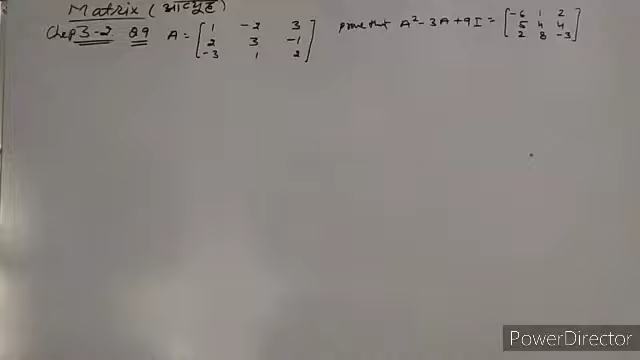 Matrix (आव्यूह)
Chep 3-2 Q9 A = [1 -2 3 prove that A² - 3A + 9I = [-6 1 2
2 3 -1 5 4 4
-3 1 2] 2 8 -3]
PowerDirector